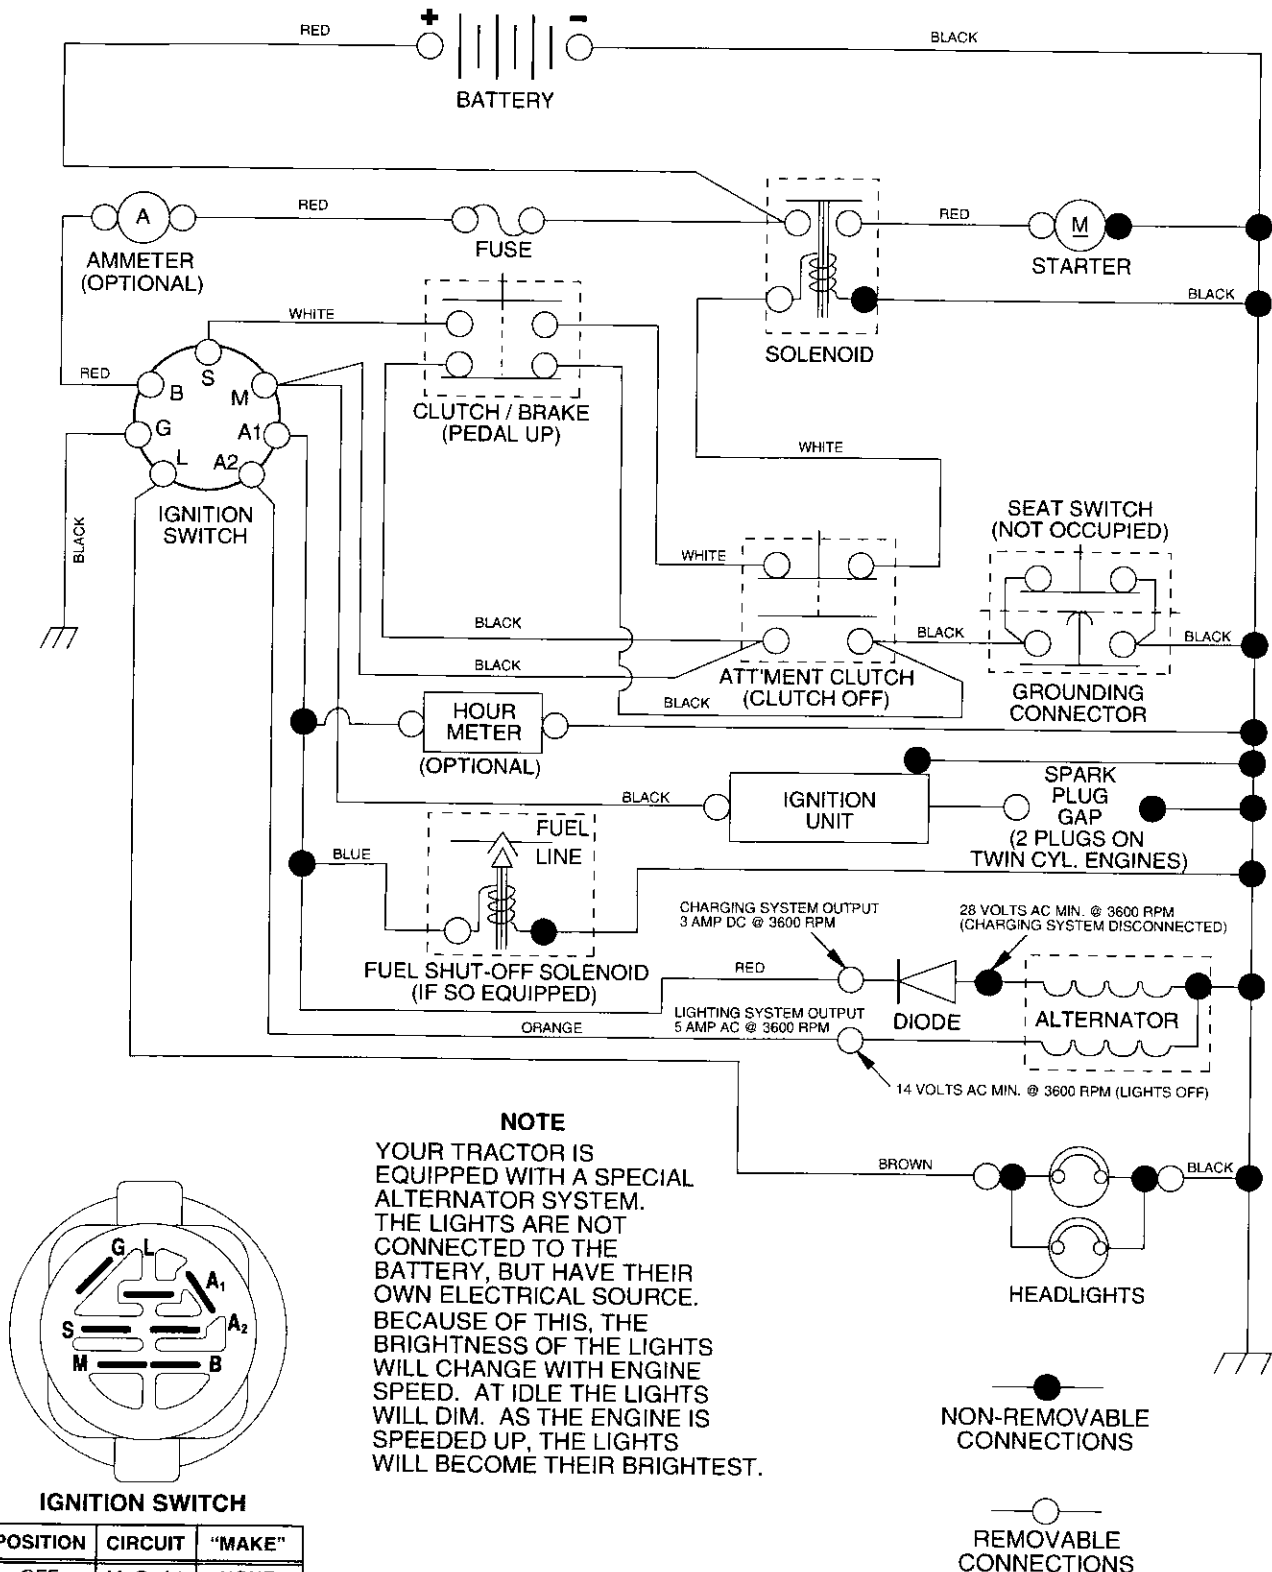 RED
+
-
BLACK
BATTERY
A
RED
AMMETER
(OPTIONAL)
FUSE
RED
M
STARTER
BLACK
SOLENOID
WHITE
RED
B
S
M
G
A1
L
A2
IGNITION
SWITCH
BLACK
CLUTCH / BRAKE
(PEDAL UP)
WHITE
WHITE
SEAT SWITCH
(NOT OCCUPIED)
BLACK
BLACK
BLACK
BLACK
BLACK
ATT'MENT CLUTCH
(CLUTCH OFF)
GROUNDING
CONNECTOR
HOUR
METER
(OPTIONAL)
BLACK
IGNITION
UNIT
SPARK
PLUG
GAP
(2 PLUGS ON
TWIN CYL. ENGINES)
BLUE
FUEL
LINE
FUEL SHUT-OFF SOLENOID
(IF SO EQUIPPED)
CHARGING SYSTEM OUTPUT
3 AMP DC @ 3600 RPM
28 VOLTS AC MIN. @ 3600 RPM
(CHARGING SYSTEM DISCONNECTED)
RED
DIODE
ALTERNATOR
LIGHTING SYSTEM OUTPUT
5 AMP AC @ 3600 RPM
ORANGE
14 VOLTS AC MIN. @ 3600 RPM (LIGHTS OFF)
NOTE
YOUR TRACTOR IS
EQUIPPED WITH A SPECIAL
ALTERNATOR SYSTEM.
THE LIGHTS ARE NOT
CONNECTED TO THE
BATTERY, BUT HAVE THEIR
OWN ELECTRICAL SOURCE.
BECAUSE OF THIS, THE
BRIGHTNESS OF THE LIGHTS
WILL CHANGE WITH ENGINE
SPEED. AT IDLE THE LIGHTS
WILL DIM. AS THE ENGINE IS
SPEEDED UP, THE LIGHTS
WILL BECOME THEIR BRIGHTEST.
BROWN
BLACK
HEADLIGHTS
G
L
A1
S
A2
M
B
IGNITION SWITCH
POSITION CIRCUIT "MAKE"
NON-REMOVABLE
CONNECTIONS
REMOVABLE
CONNECTIONS